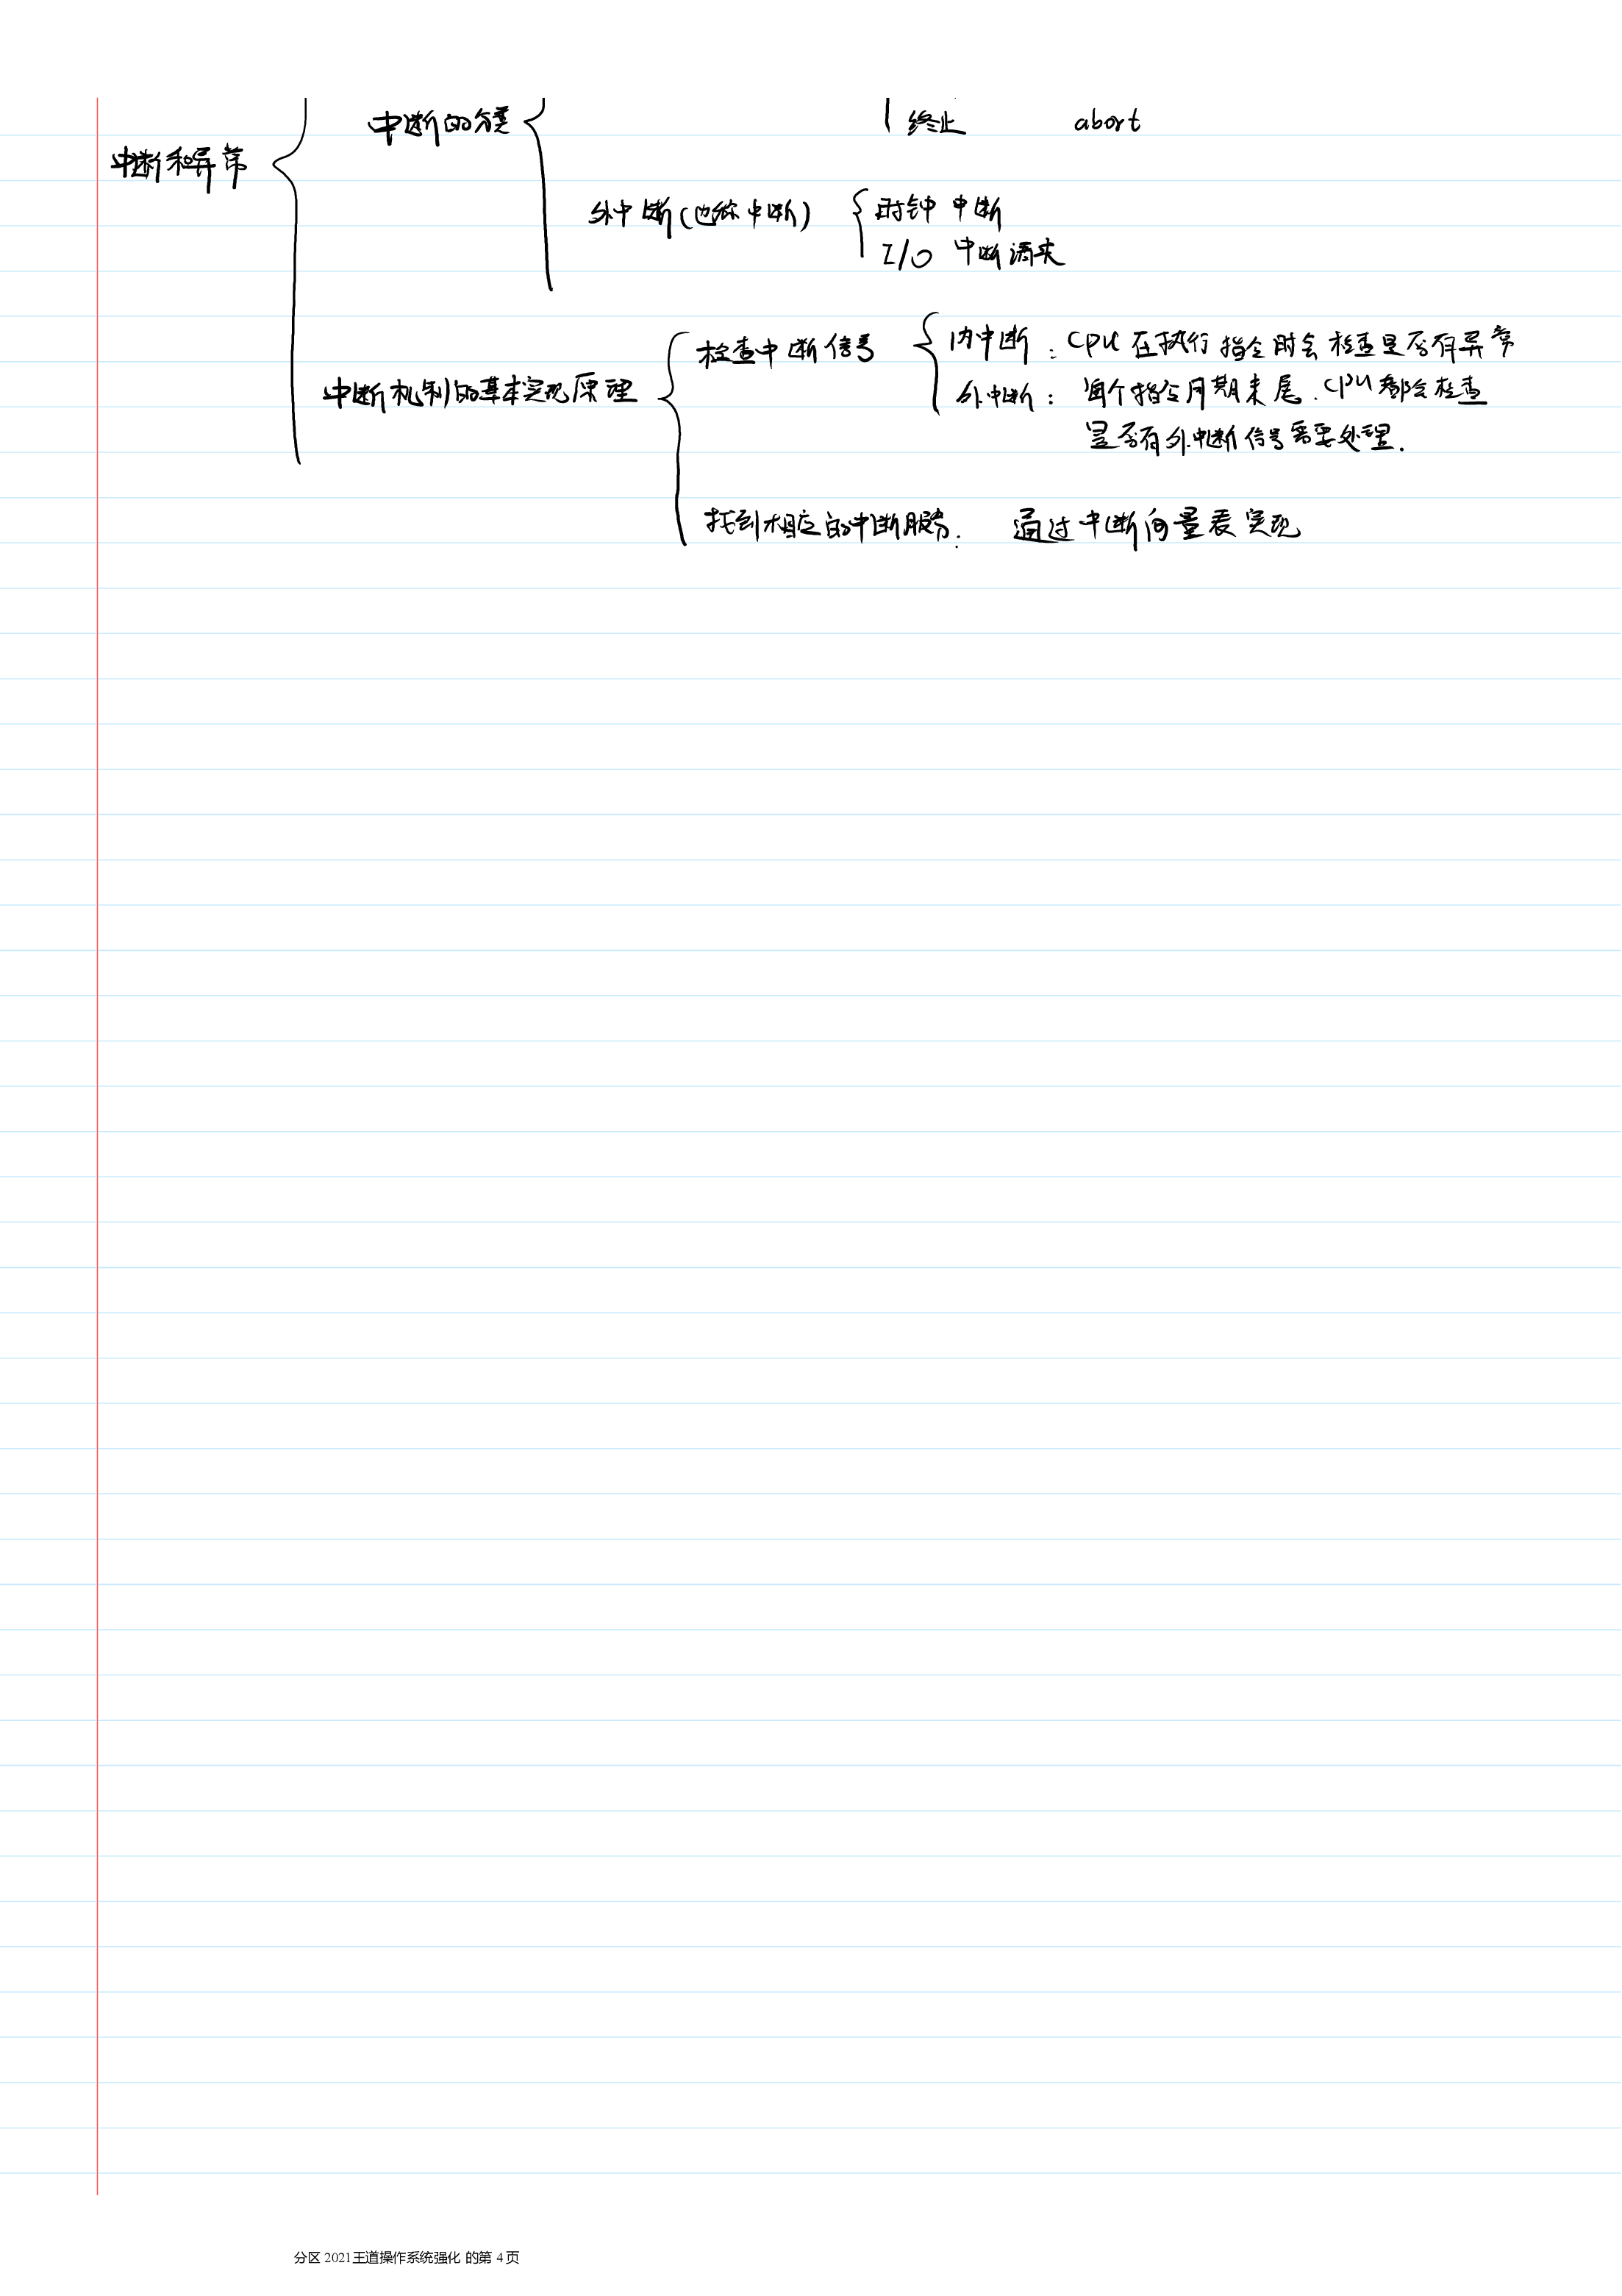 中断的分类
终止 abort
中断和异常
外中断(也称中断)
时钟中断
I/O 中断请求
检查中断信号
内中断：CPU在执行指令时会检查是否有异常
中断机制的基本实现原理
外中断：每个指令周期末尾.CPU都会检查
是否有外中断信号需要处理.
找到相应的中断服务. 通过中断向量表实现
分区 2021王道操作系统强化 的第 4 页